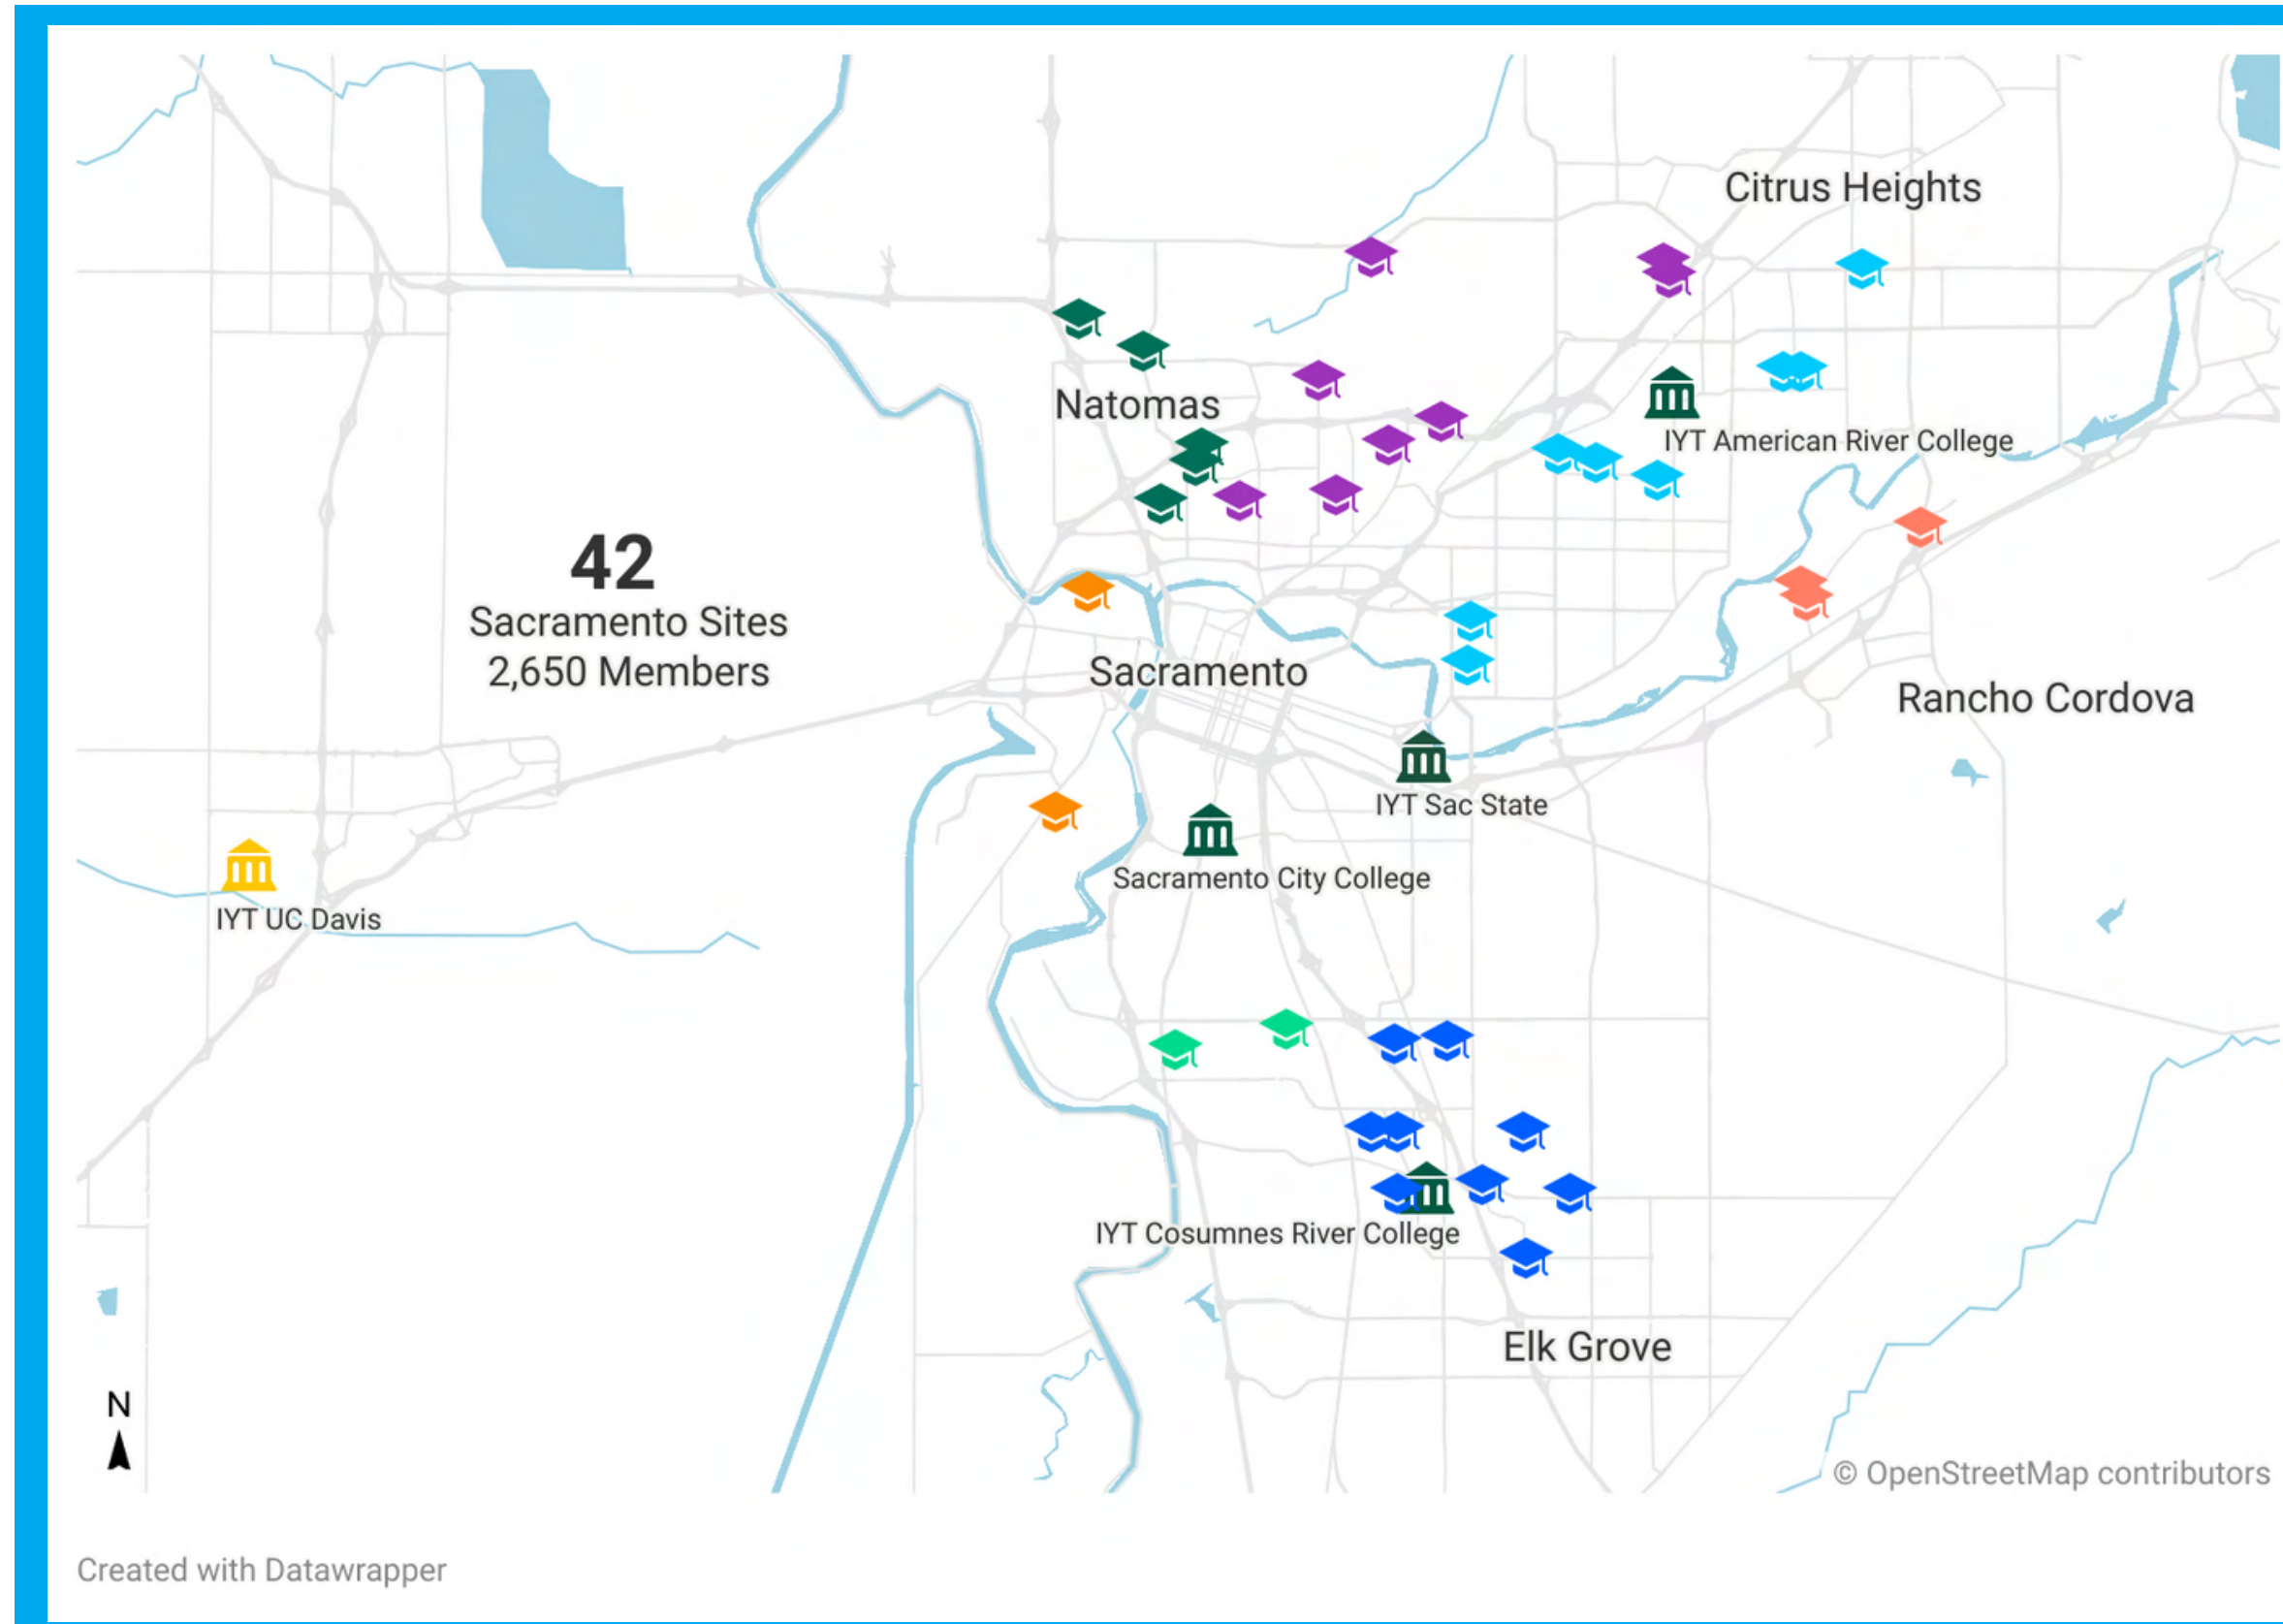 Citrus Heights
Natomas
IYT American River College
42
Sacramento Sites
2,650 Members
Sacramento
Rancho Cordova
IYT Sac State
Sacramento City College
IYT UC Davis
IYT Cosumnes River College
Elk Grove
N
© OpenStreetMap contributors
Created with Datawrapper